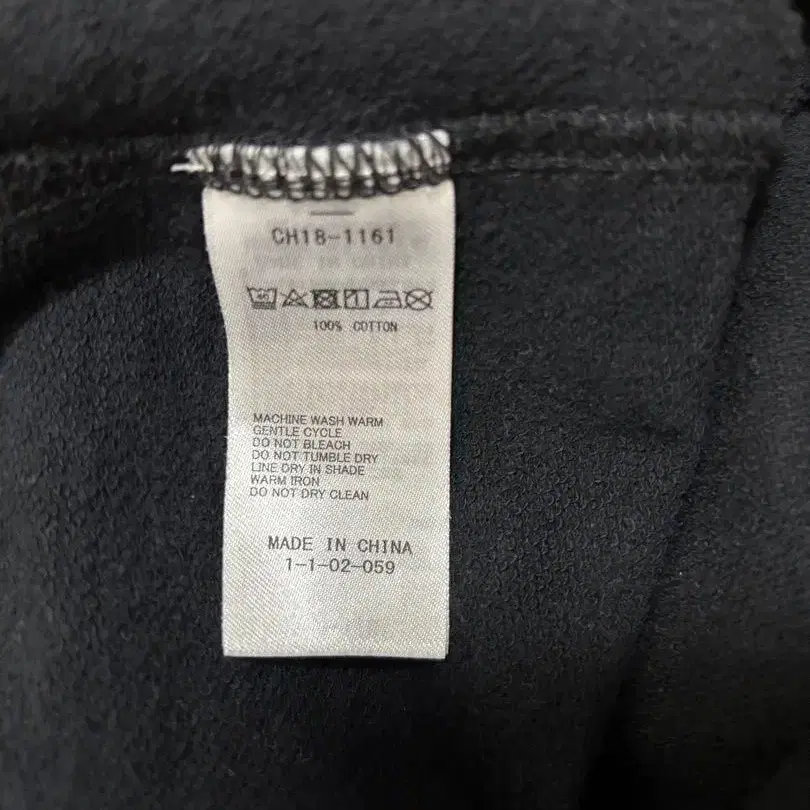 CH18-1161
100% COTTON
MACHINE WASH WARM
GENTLE CYCLE
DO NOT BLEACH
DO NOT TUMBLE DRY
LINE DRY IN SHADE
WARM IRON
DO NOT DRY CLEAN
MADE IN CHINA
1-1-02-059